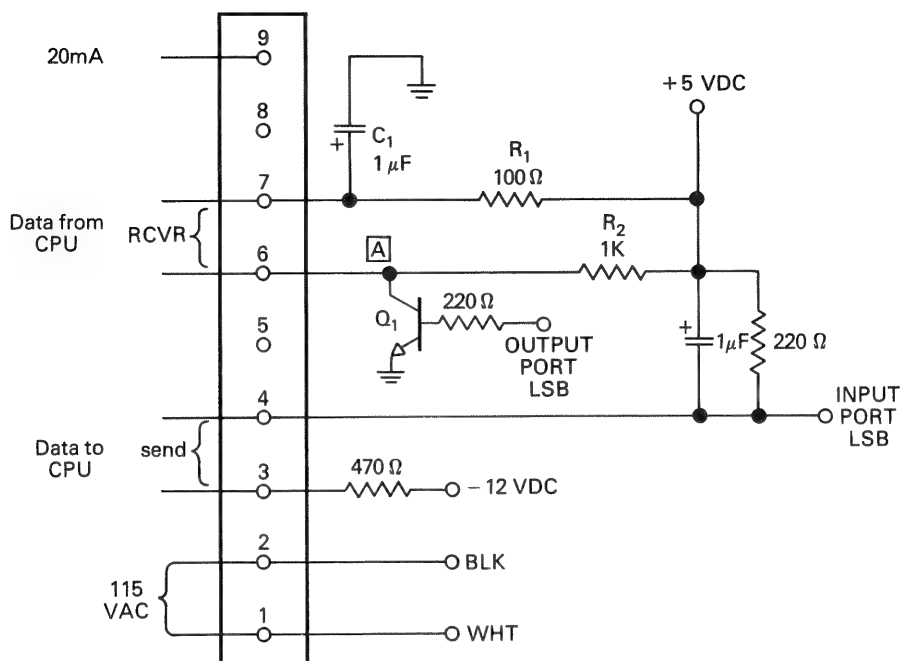 9
20mA
8
+5 VDC
+
C1
1 μF
R1
100 Ω
7
Data from
CPU
RCVR
R2
1K
A
6
220 Ω
Q1
5
OUTPUT
PORT
LSB
+
1μF
220 Ω
4
INPUT
PORT
LSB
Data to
CPU
send
3
470 Ω
– 12 VDC
2
BLK
115
VAC
1
WHT